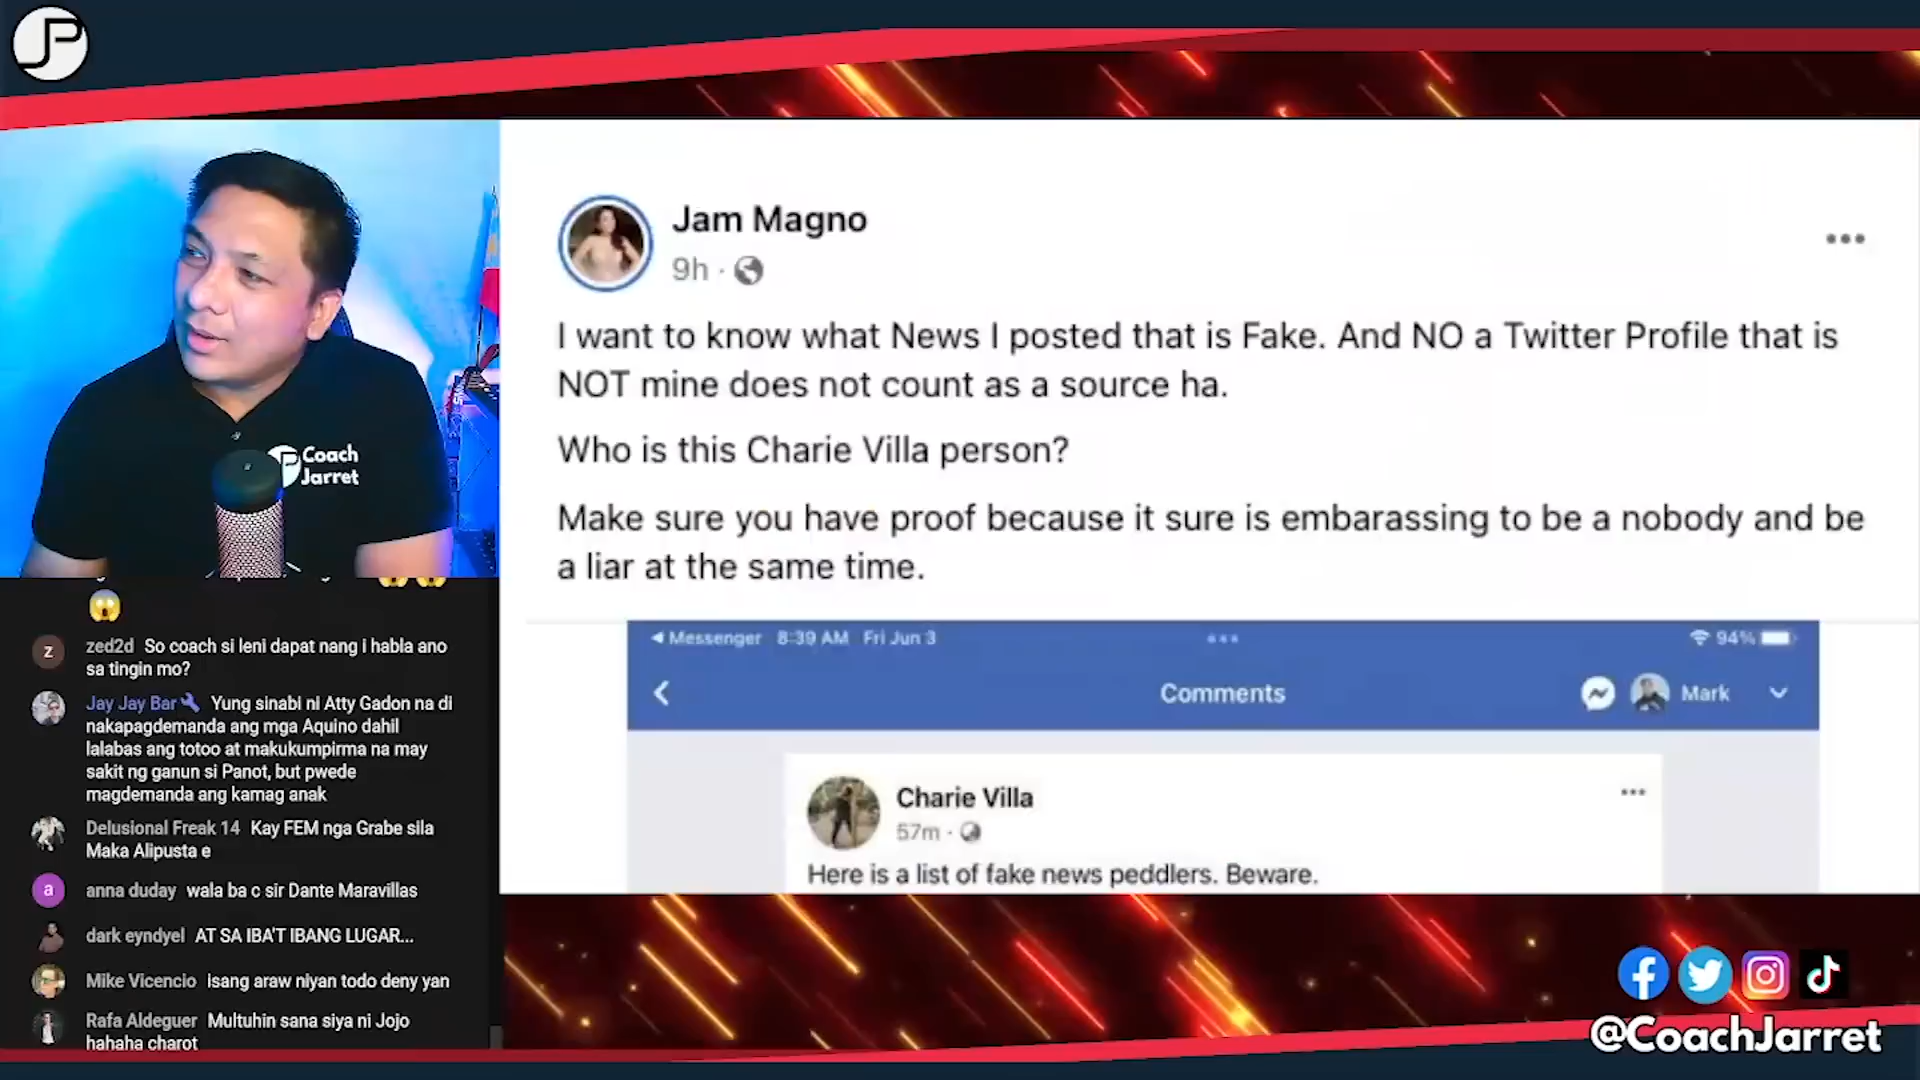 JP
Jam Magno
9h ·
I want to know what News I posted that is Fake. And NO a Twitter Profile that is
NOT mine does not count as a source ha.
Who is this Charie Villa person?
Make sure you have proof because it sure is embarassing to be a nobody and be
a liar at the same time.
Messenger 8:39 AM Fri Jun 3
94%
Comments
Mark
Charie Villa
57m ·
Here is a list of fake news peddlers. Beware.
Coach
Jarret
zed2d So coach si leni dapat nang i habla ano
sa tingin mo?
Jay Jay Bar Yung sinabi ni Atty Gadon na di
nakapagdemanda ang mga Aquino dahil
lalabas ang totoo at makukumpirma na may
sakit ng ganun si Panot, but pwede
magdemanda ang kamag anak
Delusional Freak 14 Kay FEM nga Grabe sila
Maka Alipusta e
a
anna duday wala ba c sir Dante Maravillas
dark eyndyel AT SA IBA'T IBANG LUGAR...
Mike Vicencio Isang araw niyan todo deny yan
Rafa Aldeguer Multuhin sana siya ni Jojo
hahaha charot
@CoachJarret